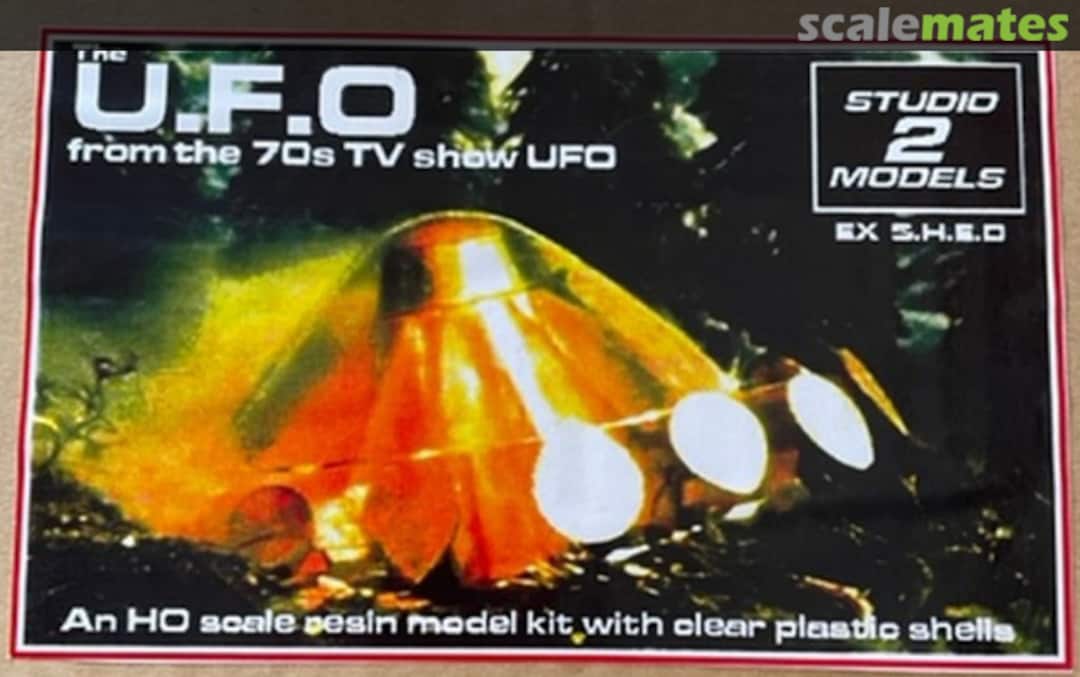 scalemates
The
U.F.O
from the 70s TV show UFO
STUDIO
2
MODELS
EX S.H.E.D
An HO scale resin model kit with clear plastic shells